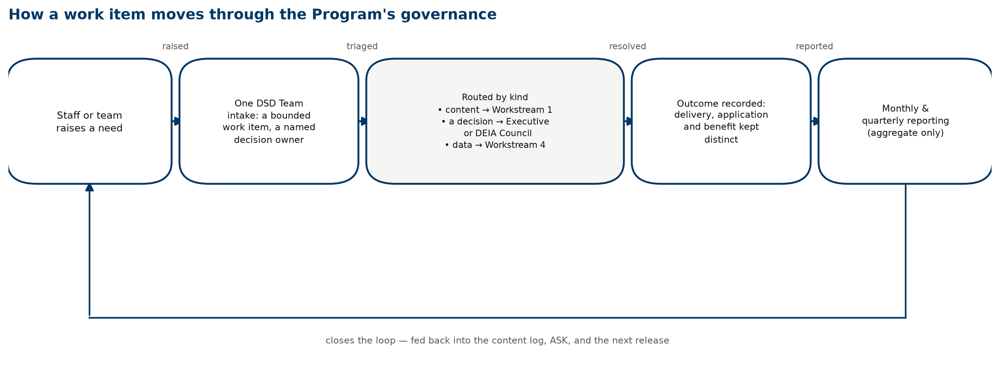 How a work item moves through the Program's governance
raised
triaged
resolved
reported
Staff or team
raises a need
One DSD Team
intake: a bounded
work item, a named
decision owner
Routed by kind
• content → Workstream 1
• a decision → Executive
or DEIA Council
• data → Workstream 4
Outcome recorded:
delivery, application
and benefit kept
distinct
Monthly &
quarterly reporting
(aggregate only)
closes the loop — fed back into the content log, ASK, and the next release